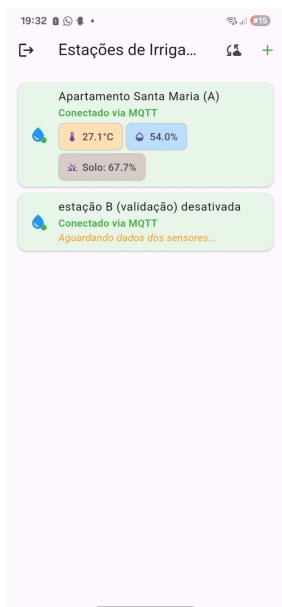 19:32
15
Estações de Irriga...
Apartamento Santa Maria (A)
Conectado via MQTT
27.1°C
54.0%
Solo: 67.7%
estação B (validação) desativada
Conectado via MQTT
Aguardando dados dos sensores...